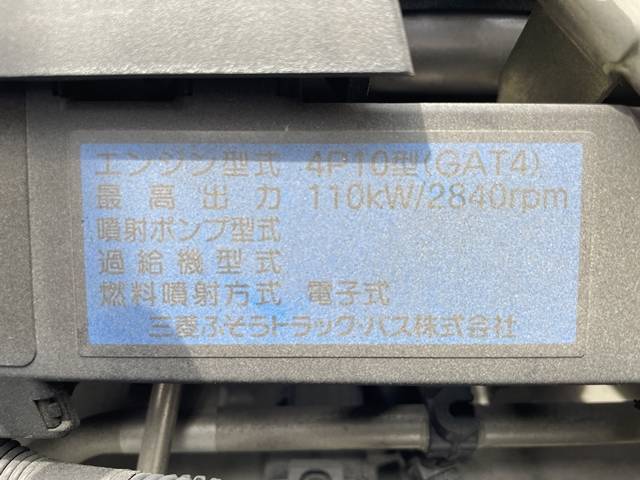 エンジン型式 4P10型(GAT4)
最高出力 110kW/2840rpm
噴射ポンプ型式
過給機型式
燃料噴射方式 電子式
三菱ふそうトラック・バス株式会社